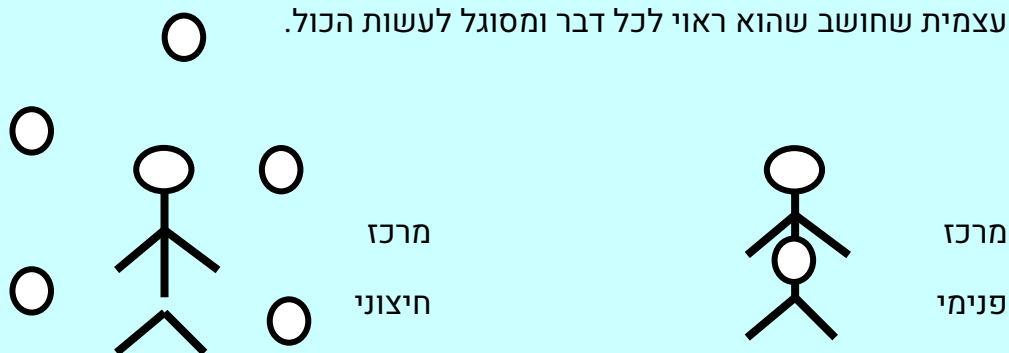 עצמית שחושב שהוא ראוי לכל דבר ומסוגל לעשות הכול.
מרכז
פנימי
מרכז
חיצוני